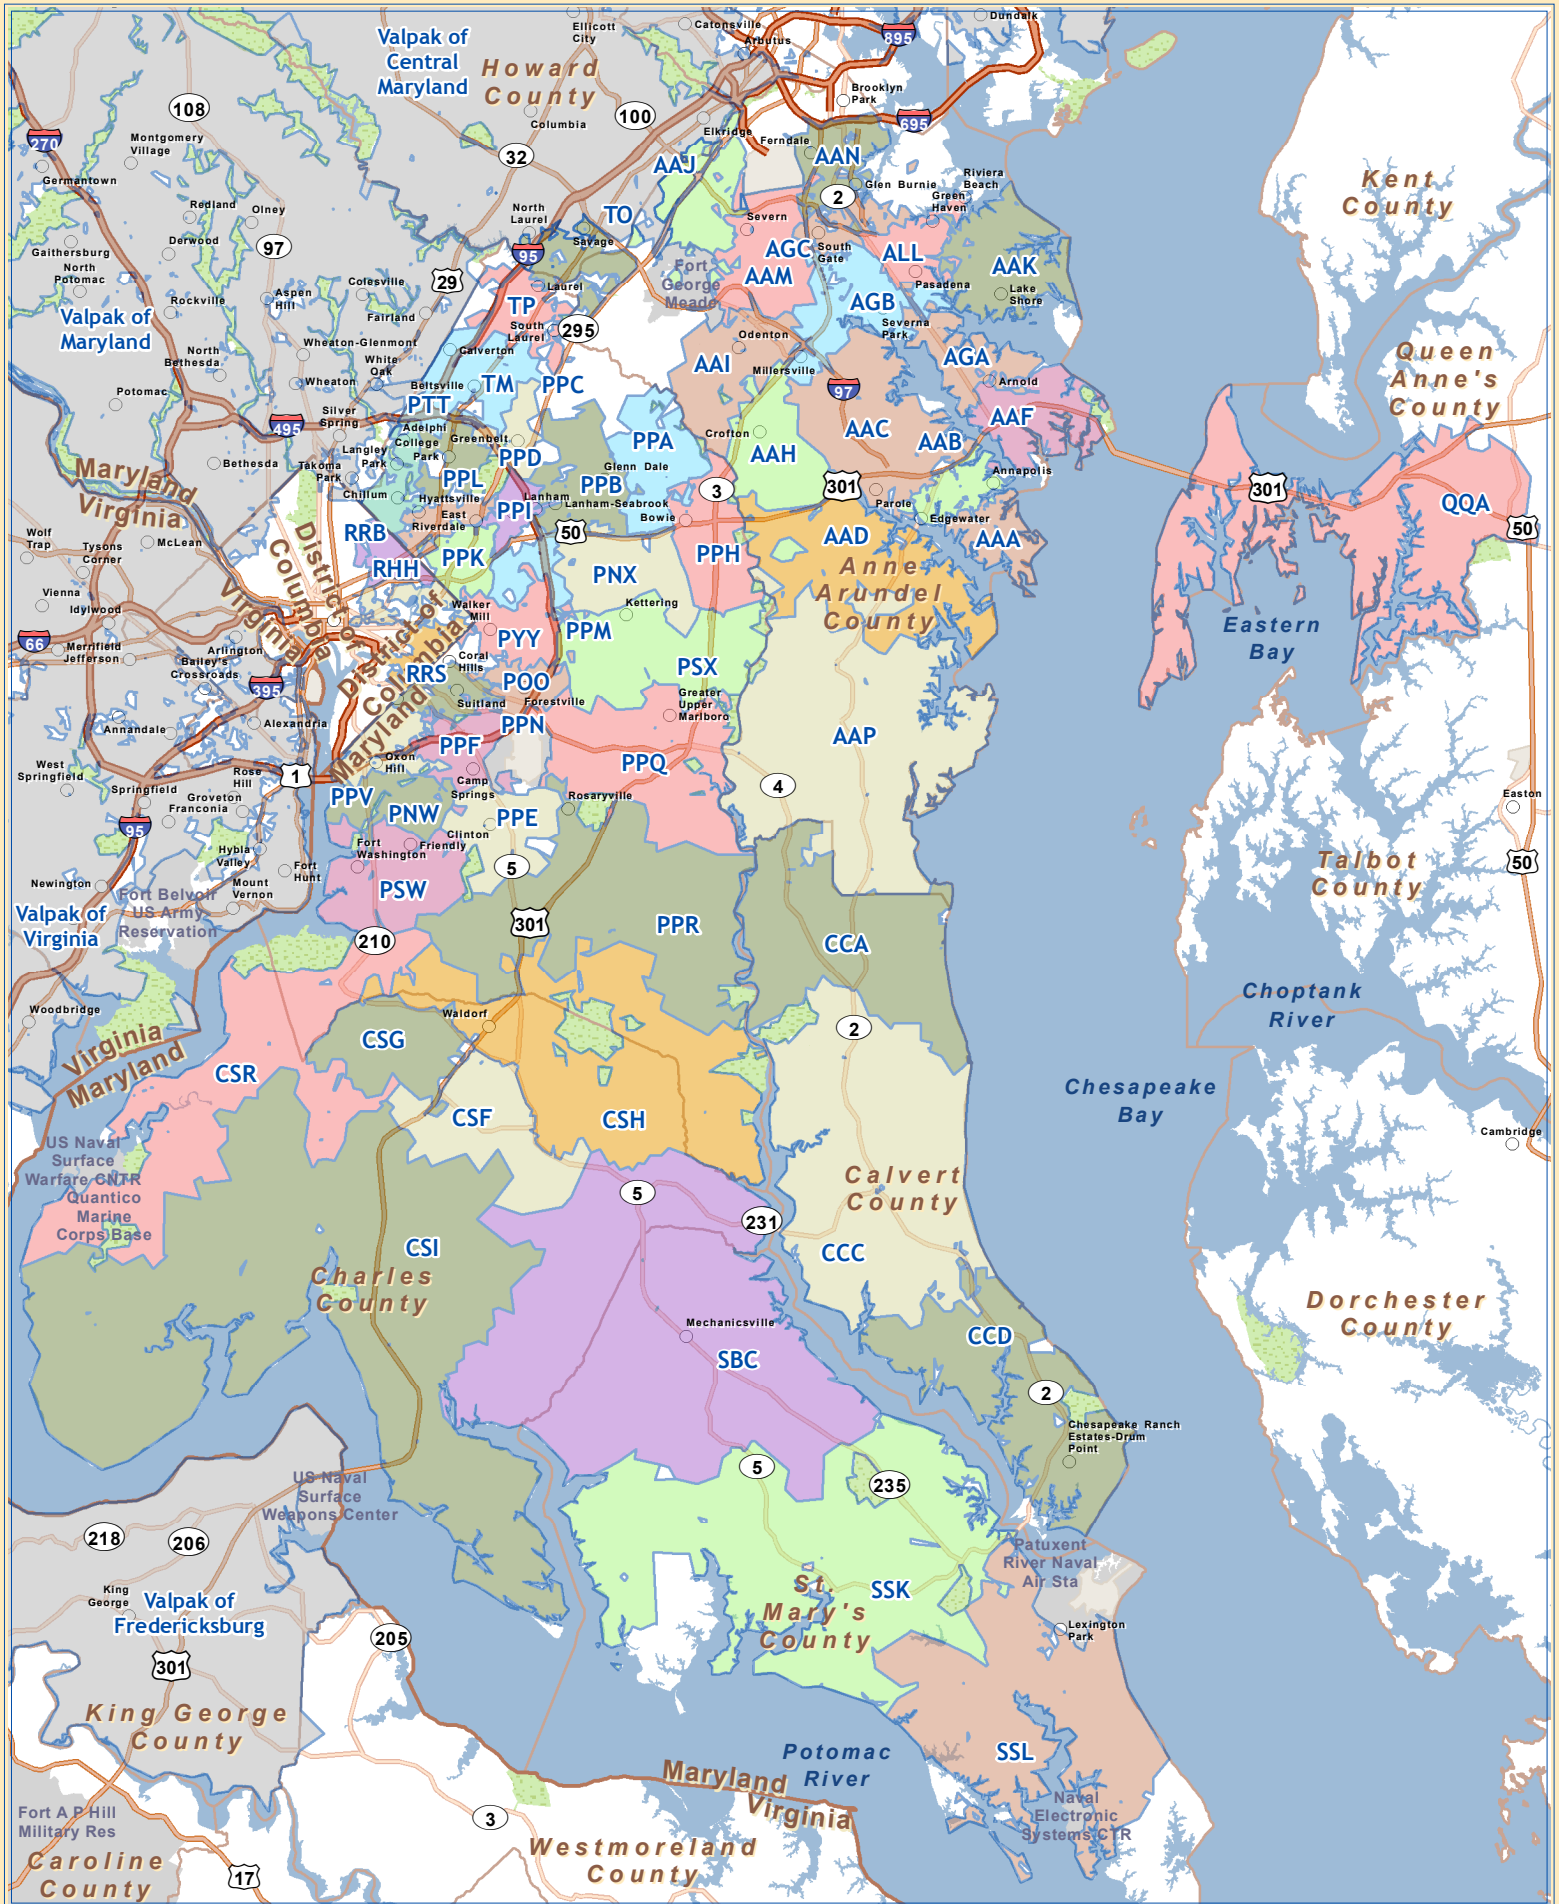 Valpak of
Central
Maryland
Howard
County
Ellicott
City
Catonsville
Arbutus
Dundalk
895
Brooklyn
Park
695
108
100
Columbia
Elkridge
Ferndale
270
Montgomery
Village
32
AAJ
AAN
Glen Burnie
Riviera
Beach
Green
Haven
Kent
County
Germantown
Redland
Olney
North
Laurel
TO
2
Severn
Savage
Gaithersburg
Derwood
97
95
AGC
South
Gate
ALL
AAK
North
Potomac
29
Laurel
Fort
George
Meade
AAM
Pasadena
Lake
Shore
Rockville
Aspen
Hill
Colesville
Fairland
TP
South
Laurel
295
AGB
Severna
Park
Valpak of
Maryland
Wheaton-Glenmont
Calverton
Odenton
Millersville
AGA
Queen
Anne's
County
North
Bethesda
White
Oak
Wheaton
Beltsville
TM
PPC
AAI
97
Arnold
Potomac
Silver
Spring
PTT
Adelphi
College
Park
Greenbelt
PPA
Crofton
AAC
AAB
AAF
495
Langley
Park
PPD
Glenn Dale
AAH
Bethesda
Takoma
Park
PPL
PPB
301
Annapolis
Maryland
Virginia
Chillum
Hyattsville
PPI
Lanham
Lanham-Seabrook
3
Parole
301
QQA
Wolf
Trap
East
Riverdale
Bowie
Edgewater
50
McLean
Tysons
Corner
RRB
50
PPH
AAD
AAA
50
District of
Columbia
RHH
PPK
PNX
Anne
Arundel
County
Vienna
Idylwood
Virginia
Walker
Mill
Kettering
Eastern
Bay
66
Merrifield
Jefferson
Arlington
Bailey's
Crossroads
District of
Columbia
PYY
PPM
395
Coral
Hills
RRS
PSX
POO
Suitland
Forestville
Greater
Upper
Marlboro
Annandale
Alexandria
Maryland
PPN
PPF
AAP
West
Springfield
Rose
Hill
1
Oxon
Hill
PPQ
Camp
Springs
4
Springfield
Groveton
Franconia
PPV
PNW
PPE
Rosaryville
Easton
95
Hybla
Valley
Fort
Washington
Clinton
Friendly
Fort
Hunt
5
Talbot
County
50
Newington
Fort Belvoir
US Army
Reservation
Mount
Vernon
PSW
Valpak of
Virginia
301
PPR
210
CCA
Choptank
River
Woodbridge
Waldorf
2
Virginia
Maryland
CSG
CSR
Chesapeake
Bay
CSF
CSH
Cambridge
US Naval
Surface
Warfare CNTR
Quantico
Marine
Corps Base
Calvert
County
5
231
CSI
CCC
Charles
County
Dorchester
County
Mechanicsville
CCD
SBC
2
Chesapeake Ranch
Estates-Drum
Point
US Naval
Surface
Weapons Center
5
235
218
206
Patuxent
River Naval
Air Sta
King
George
Valpak of
Fredericksburg
St.
Mary's
County
SSK
205
Lexington
Park
301
King George
County
Potomac
River
SSL
Maryland
Virginia
Fort A P Hill
Military Res
3
Naval
Electronic
Systems CTR
Caroline
County
17
Westmoreland
County